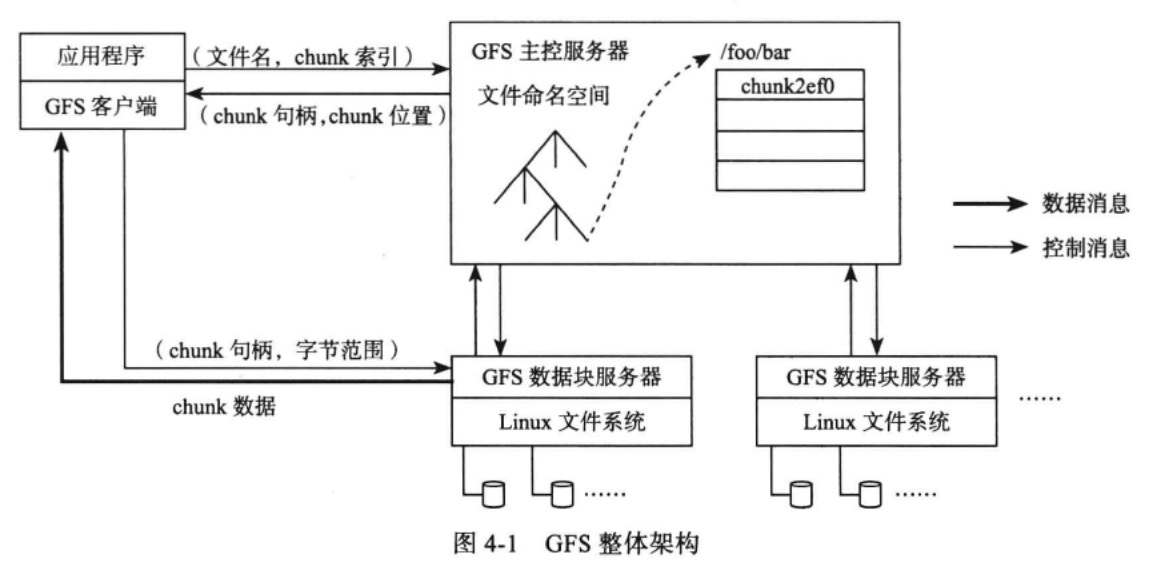 应用程序
GFS 客户端
（文件名，chunk 索引）
（chunk 句柄,chunk 位置）
GFS 主控服务器
文件命名空间
/foo/bar
chunk2ef0
数据消息
控制消息
（chunk 句柄，字节范围）
chunk 数据
GFS 数据块服务器
Linux 文件系统
GFS 数据块服务器
Linux 文件系统
……
……
……
图 4-1 GFS 整体架构